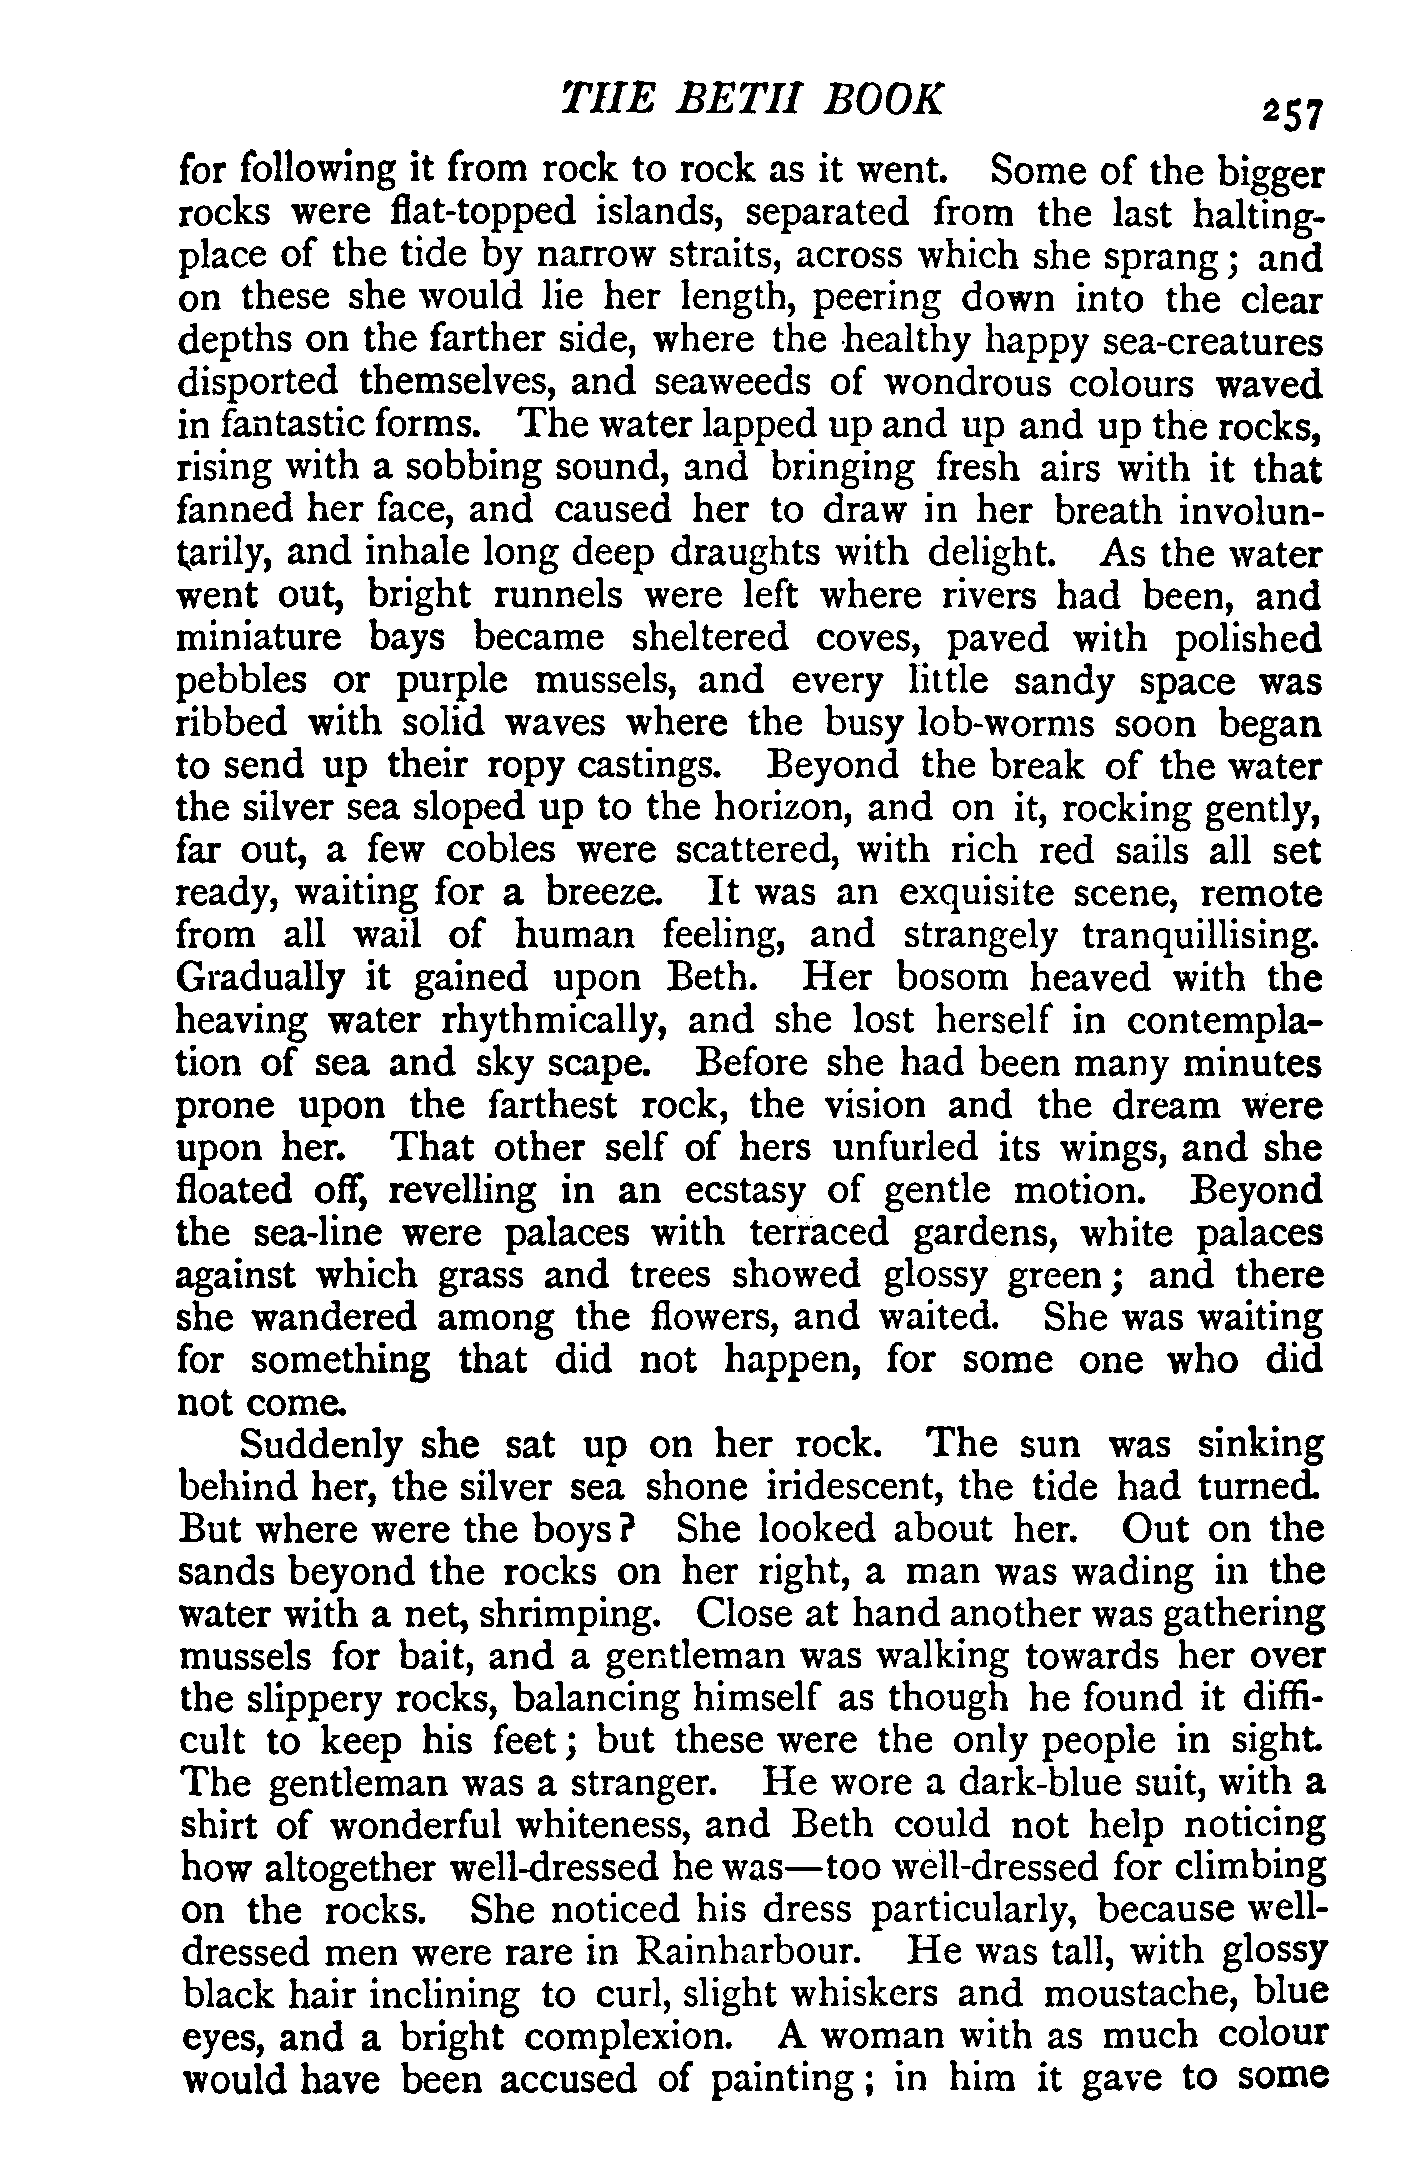 THE BETH BOOK
257
for following it from rock to rock as it went. Some of the bigger
rocks were flat-topped islands, separated from the last halting-
place of the tide by narrow straits, across which she sprang; and
on these she would lie her length, peering down into the clear
depths on the farther side, where the healthy happy sea-creatures
disported themselves, and seaweeds of wondrous colours waved
in fantastic forms. The water lapped up and up and up the rocks,
rising with a sobbing sound, and bringing fresh airs with it that
fanned her face, and caused her to draw in her breath involun-
tarily, and inhale long deep draughts with delight. As the water
went out, bright runnels were left where rivers had been, and
miniature bays became sheltered coves, paved with polished
pebbles or purple mussels, and every little sandy space was
ribbed with solid waves where the busy lob-worms soon began
to send up their ropy castings. Beyond the break of the water
the silver sea sloped up to the horizon, and on it, rocking gently,
far out, a few cobles were scattered, with rich red sails all set
ready, waiting for a breeze. It was an exquisite scene, remote
from all wail of human feeling, and strangely tranquillising.
Gradually it gained upon Beth. Her bosom heaved with the
heaving water rhythmically, and she lost herself in contempla-
tion of sea and sky scape. Before she had been many minutes
prone upon the farthest rock, the vision and the dream were
upon her. That other self of hers unfurled its wings, and she
floated off, revelling in an ecstasy of gentle motion. Beyond
the sea-line were palaces with terraced gardens, white palaces
against which grass and trees showed glossy green; and there
she wandered among the flowers, and waited. She was waiting
for something that did not happen, for some one who did
not come.
Suddenly she sat up on her rock. The sun was sinking
behind her, the silver sea shone iridescent, the tide had turned.
But where were the boys? She looked about her. Out on the
sands beyond the rocks on her right, a man was wading in the
water with a net, shrimping. Close at hand another was gathering
mussels for bait, and a gentleman was walking towards her over
the slippery rocks, balancing himself as though he found it diffi-
cult to keep his feet; but these were the only people in sight.
The gentleman was a stranger. He wore a dark-blue suit, with a
shirt of wonderful whiteness, and Beth could not help noticing
how altogether well-dressed he was—too well-dressed for climbing
on the rocks. She noticed his dress particularly, because well-
dressed men were rare in Rainharbour. He was tall, with glossy
black hair inclining to curl, slight whiskers and moustache, blue
eyes, and a bright complexion. A woman with as much colour
would have been accused of painting; in him it gave to some